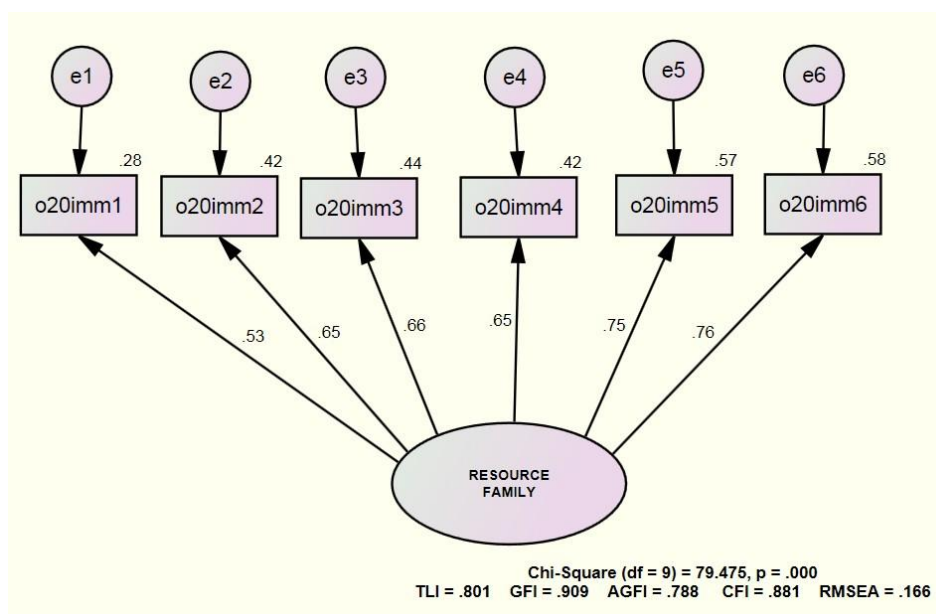 e1 e2 e3 e4 e5 e6
.28 .42 .44 .42 .57 .58
o20imm1 o20imm2 o20imm3 o20imm4 o20imm5 o20imm6
.53 .65 .66 .65 .75 .76
RESOURCE
FAMILY
Chi-Square (df = 9) = 79.475, p = .000
TLI = .801 GFI = .909 AGFI = .788 CFI = .881 RMSEA = .166